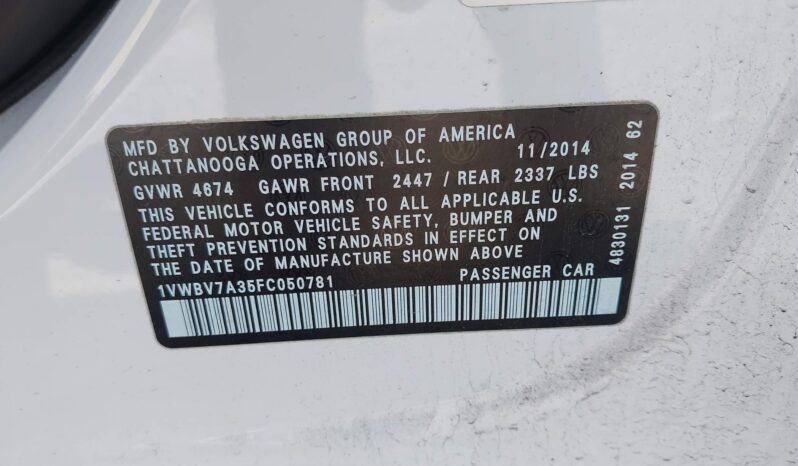 MFD BY VOLKSWAGEN GROUP OF AMERICA
CHATTANOOGA OPERATIONS, LLC. 11/2014
GVWR 4674 GAWR FRONT 2447 / REAR 2337 LBS
THIS VEHICLE CONFORMS TO ALL APPLICABLE U.S.
FEDERAL MOTOR VEHICLE SAFETY, BUMPER AND
THEFT PREVENTION STANDARDS IN EFFECT ON
THE DATE OF MANUFACTURE SHOWN ABOVE
1VWBV7A35FC050781 PASSENGER CAR
4830131 2014 62